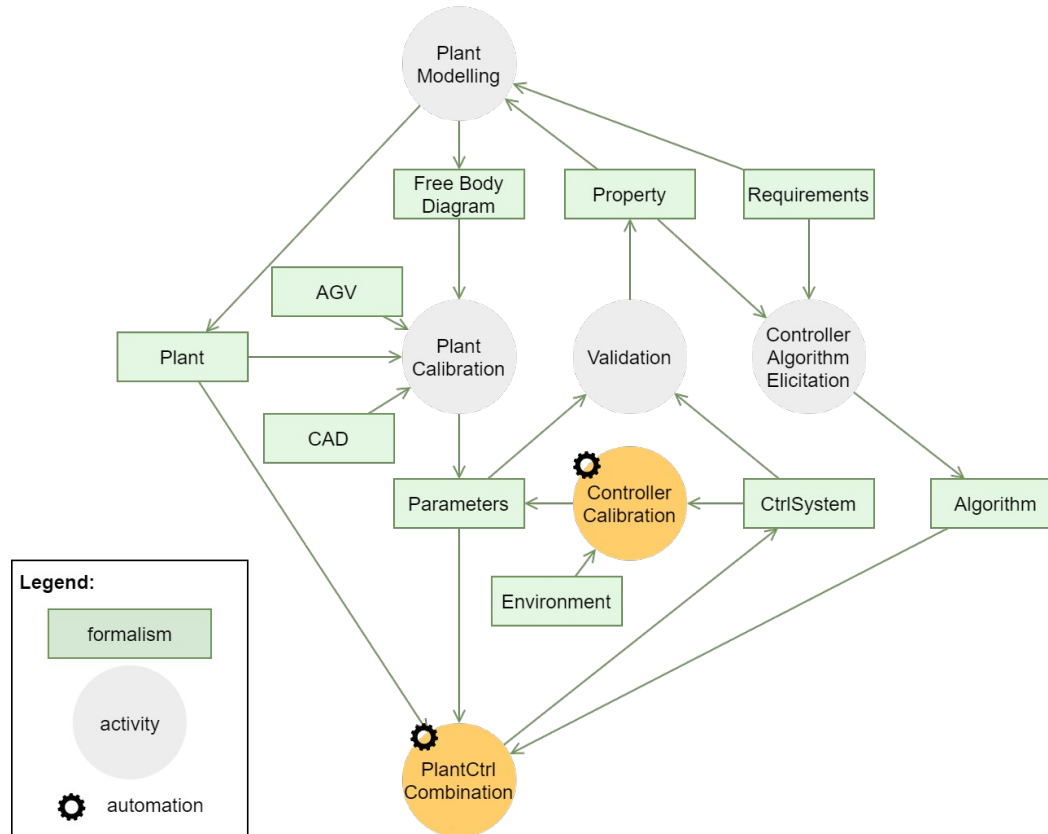 Plant
Modelling
Free Body
Diagram
Property
Requirements
AGV
Plant
Plant
Calibration
Validation
Controller
Algorithm
Elicitation
CAD
Parameters
Controller
Calibration
CtrlSystem
Algorithm
Environment
Legend:
formalism
activity
automation
PlantCtrl
Combination